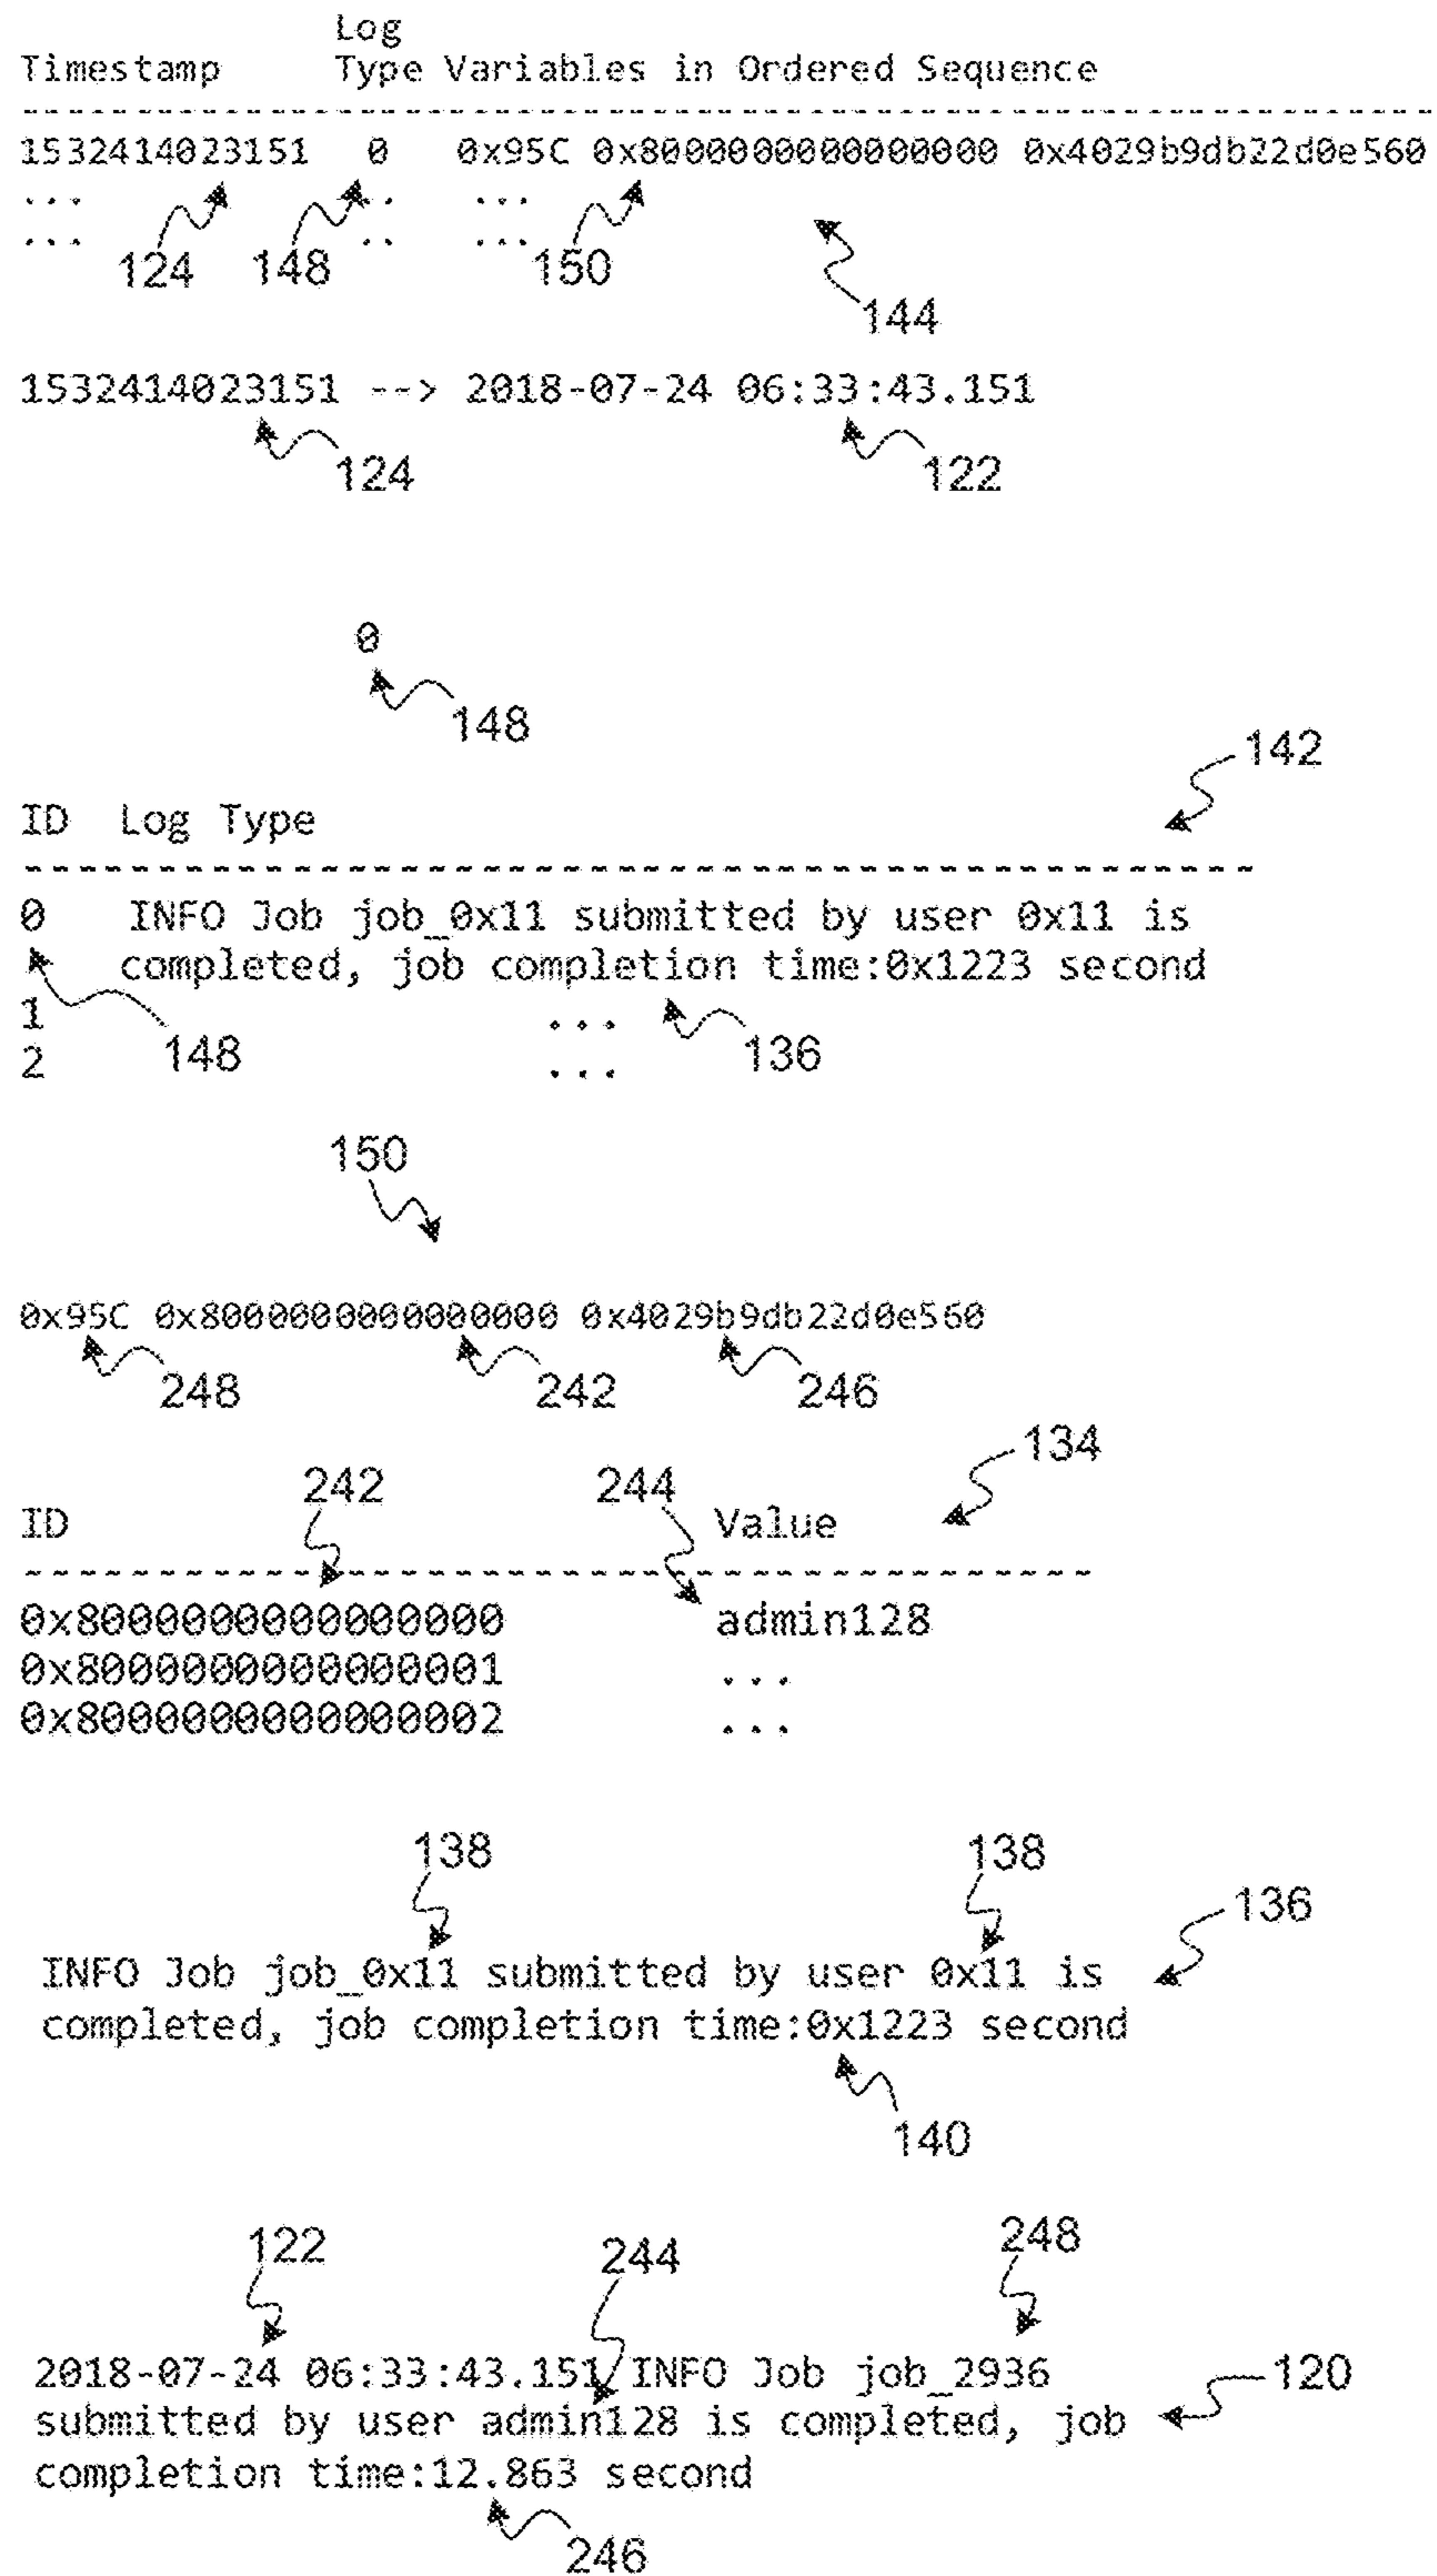 Log
Timestamp Type Variables in Ordered Sequence
--------------------------------------------------------------------
1532414023151 0 0x95C 0x8000000000000000 0x4029b9db22d0e560
... .. ...
... .. ...
124 148 150
144
1532414023151 --> 2018-07-24 06:33:43.151
124 122
0
148
142
ID Log Type
--------------------------------------------------
0 INFO Job job_0x11 submitted by user 0x11 is
completed, job completion time:0x1223 second
1 ...
148 136
2 ...
150
0x95C 0x8000000000000000 0x4029b9db22d0e560
248 242 246
134
242 244
ID Value
--------------------------------------------
0x8000000000000000 admin128
0x8000000000000001 ...
0x8000000000000002 ...
138 138
136
INFO Job job_0x11 submitted by user 0x11 is
completed, job completion time:0x1223 second
140
122 244 248
2018-07-24 06:33:43.151 INFO Job job_2936
120
submitted by user admin128 is completed, job
completion time:12.863 second
246